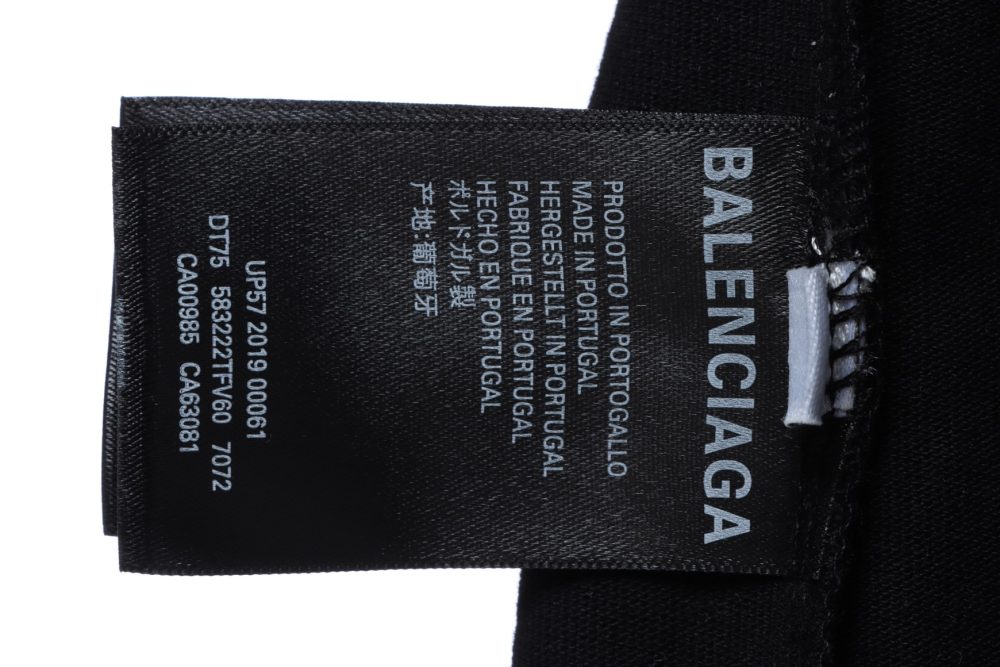 BALENCIAGA
PRODOTTO IN PORTOGALLO
MADE IN PORTUGAL
HERGESTELLT IN PORTUGAL
FABRIQUE EN PORTUGAL
HECHO EN PORTUGAL
ポルトガル製
产地:葡萄牙
UP57 2019 00061
DT75 583222TFV60 7072
CA00985 CA63081